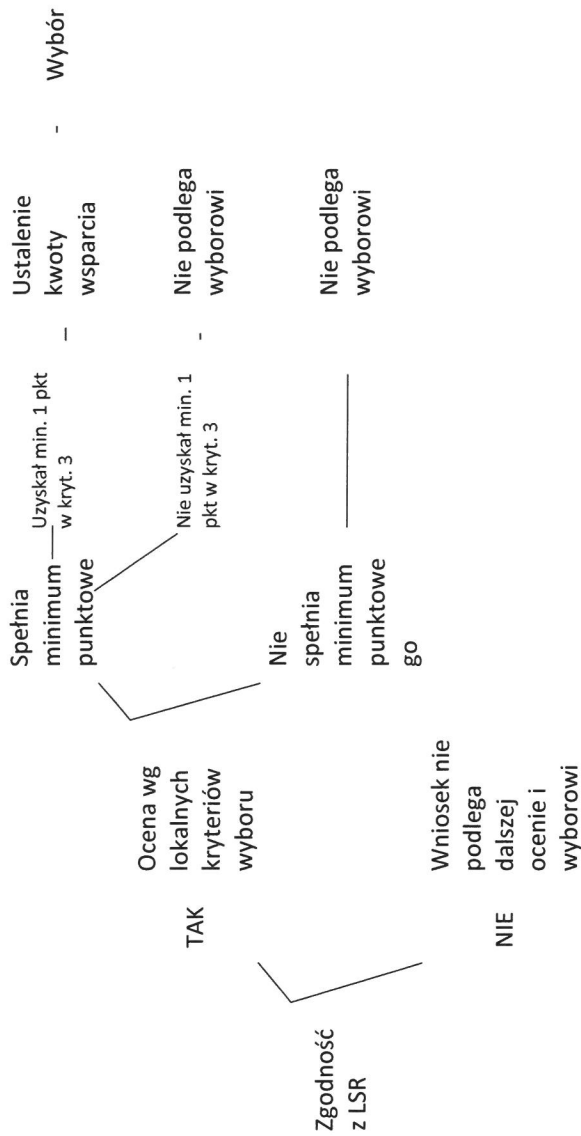 Zgodność
z LSR
TAK
NIE
Ocena wg
lokalnych
kryteriów
wyboru
Wniosek nie
podlega
dalszej
ocenie i
wyborowi
Spełnia
minimum
punktowe
Nie
spełnia
minimum
punktowe
go
Uzyskał min. 1 pkt
w kryt. 3
Nie uzyskał min. 1
pkt w kryt. 3
Ustalenie
kwoty
wsparcia
Nie podlega
wyborowi
Nie podlega
wyborowi
Wybór